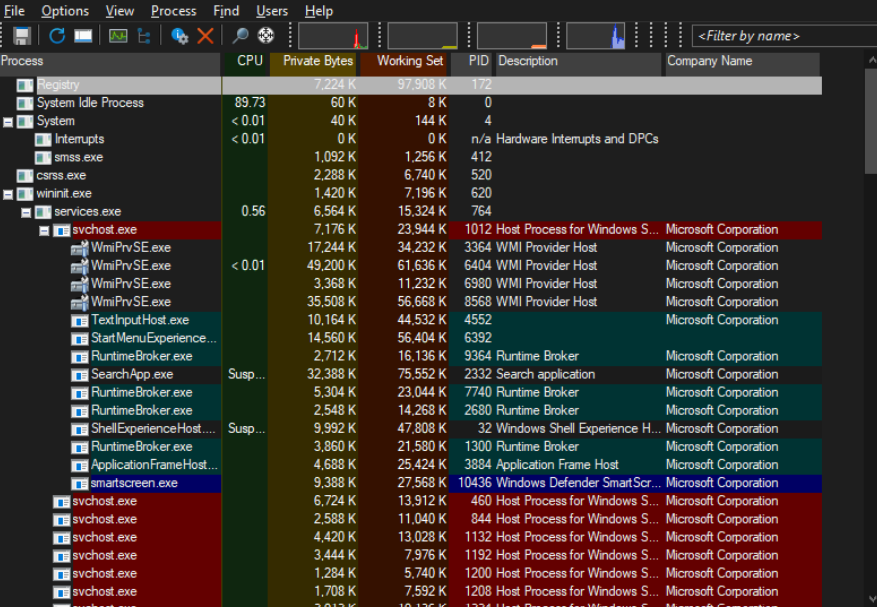 File Options View Process Find Users Help
<Filter by name>
Process CPU Private Bytes Working Set PID Description Company Name
Registry 7,224 K 97,908 K 172
System Idle Process 89.73 60 K 8 K 0
System < 0.01 40 K 144 K 4
Interrupts < 0.01 0 K 0 K n/a Hardware Interrupts and DPCs
smss.exe 1,092 K 1,256 K 412
csrss.exe 2,288 K 6,740 K 520
wininit.exe 1,420 K 7,196 K 620
services.exe 0.56 6,564 K 15,324 K 764
svchost.exe 7,176 K 23,944 K 1012 Host Process for Windows S... Microsoft Corporation
WmiPrvSE.exe 17,244 K 34,232 K 3364 WMI Provider Host Microsoft Corporation
WmiPrvSE.exe < 0.01 49,200 K 61,636 K 6404 WMI Provider Host Microsoft Corporation
WmiPrvSE.exe 3,368 K 11,232 K 6980 WMI Provider Host Microsoft Corporation
WmiPrvSE.exe 35,508 K 56,668 K 8568 WMI Provider Host Microsoft Corporation
TextInputHost.exe 10,164 K 44,532 K 4552 Microsoft Corporation
StartMenuExperience... 14,560 K 56,404 K 6392
RuntimeBroker.exe 2,712 K 16,136 K 9364 Runtime Broker Microsoft Corporation
SearchApp.exe Susp... 32,388 K 75,552 K 2332 Search application Microsoft Corporation
RuntimeBroker.exe 5,304 K 23,044 K 7740 Runtime Broker Microsoft Corporation
RuntimeBroker.exe 2,548 K 14,268 K 2680 Runtime Broker Microsoft Corporation
ShellExperienceHost.... Susp... 9,992 K 47,808 K 32 Windows Shell Experience H... Microsoft Corporation
RuntimeBroker.exe 3,860 K 21,580 K 1300 Runtime Broker Microsoft Corporation
ApplicationFrameHost... 4,688 K 25,424 K 3884 Application Frame Host Microsoft Corporation
smartscreen.exe 9,388 K 27,568 K 10436 Windows Defender SmartScr... Microsoft Corporation
svchost.exe 6,724 K 13,912 K 460 Host Process for Windows S... Microsoft Corporation
svchost.exe 2,588 K 11,040 K 844 Host Process for Windows S... Microsoft Corporation
svchost.exe 4,420 K 13,028 K 1132 Host Process for Windows S... Microsoft Corporation
svchost.exe 3,444 K 7,976 K 1192 Host Process for Windows S... Microsoft Corporation
svchost.exe 1,284 K 5,740 K 1200 Host Process for Windows S... Microsoft Corporation
svchost.exe 1,708 K 7,592 K 1208 Host Process for Windows S... Microsoft Corporation